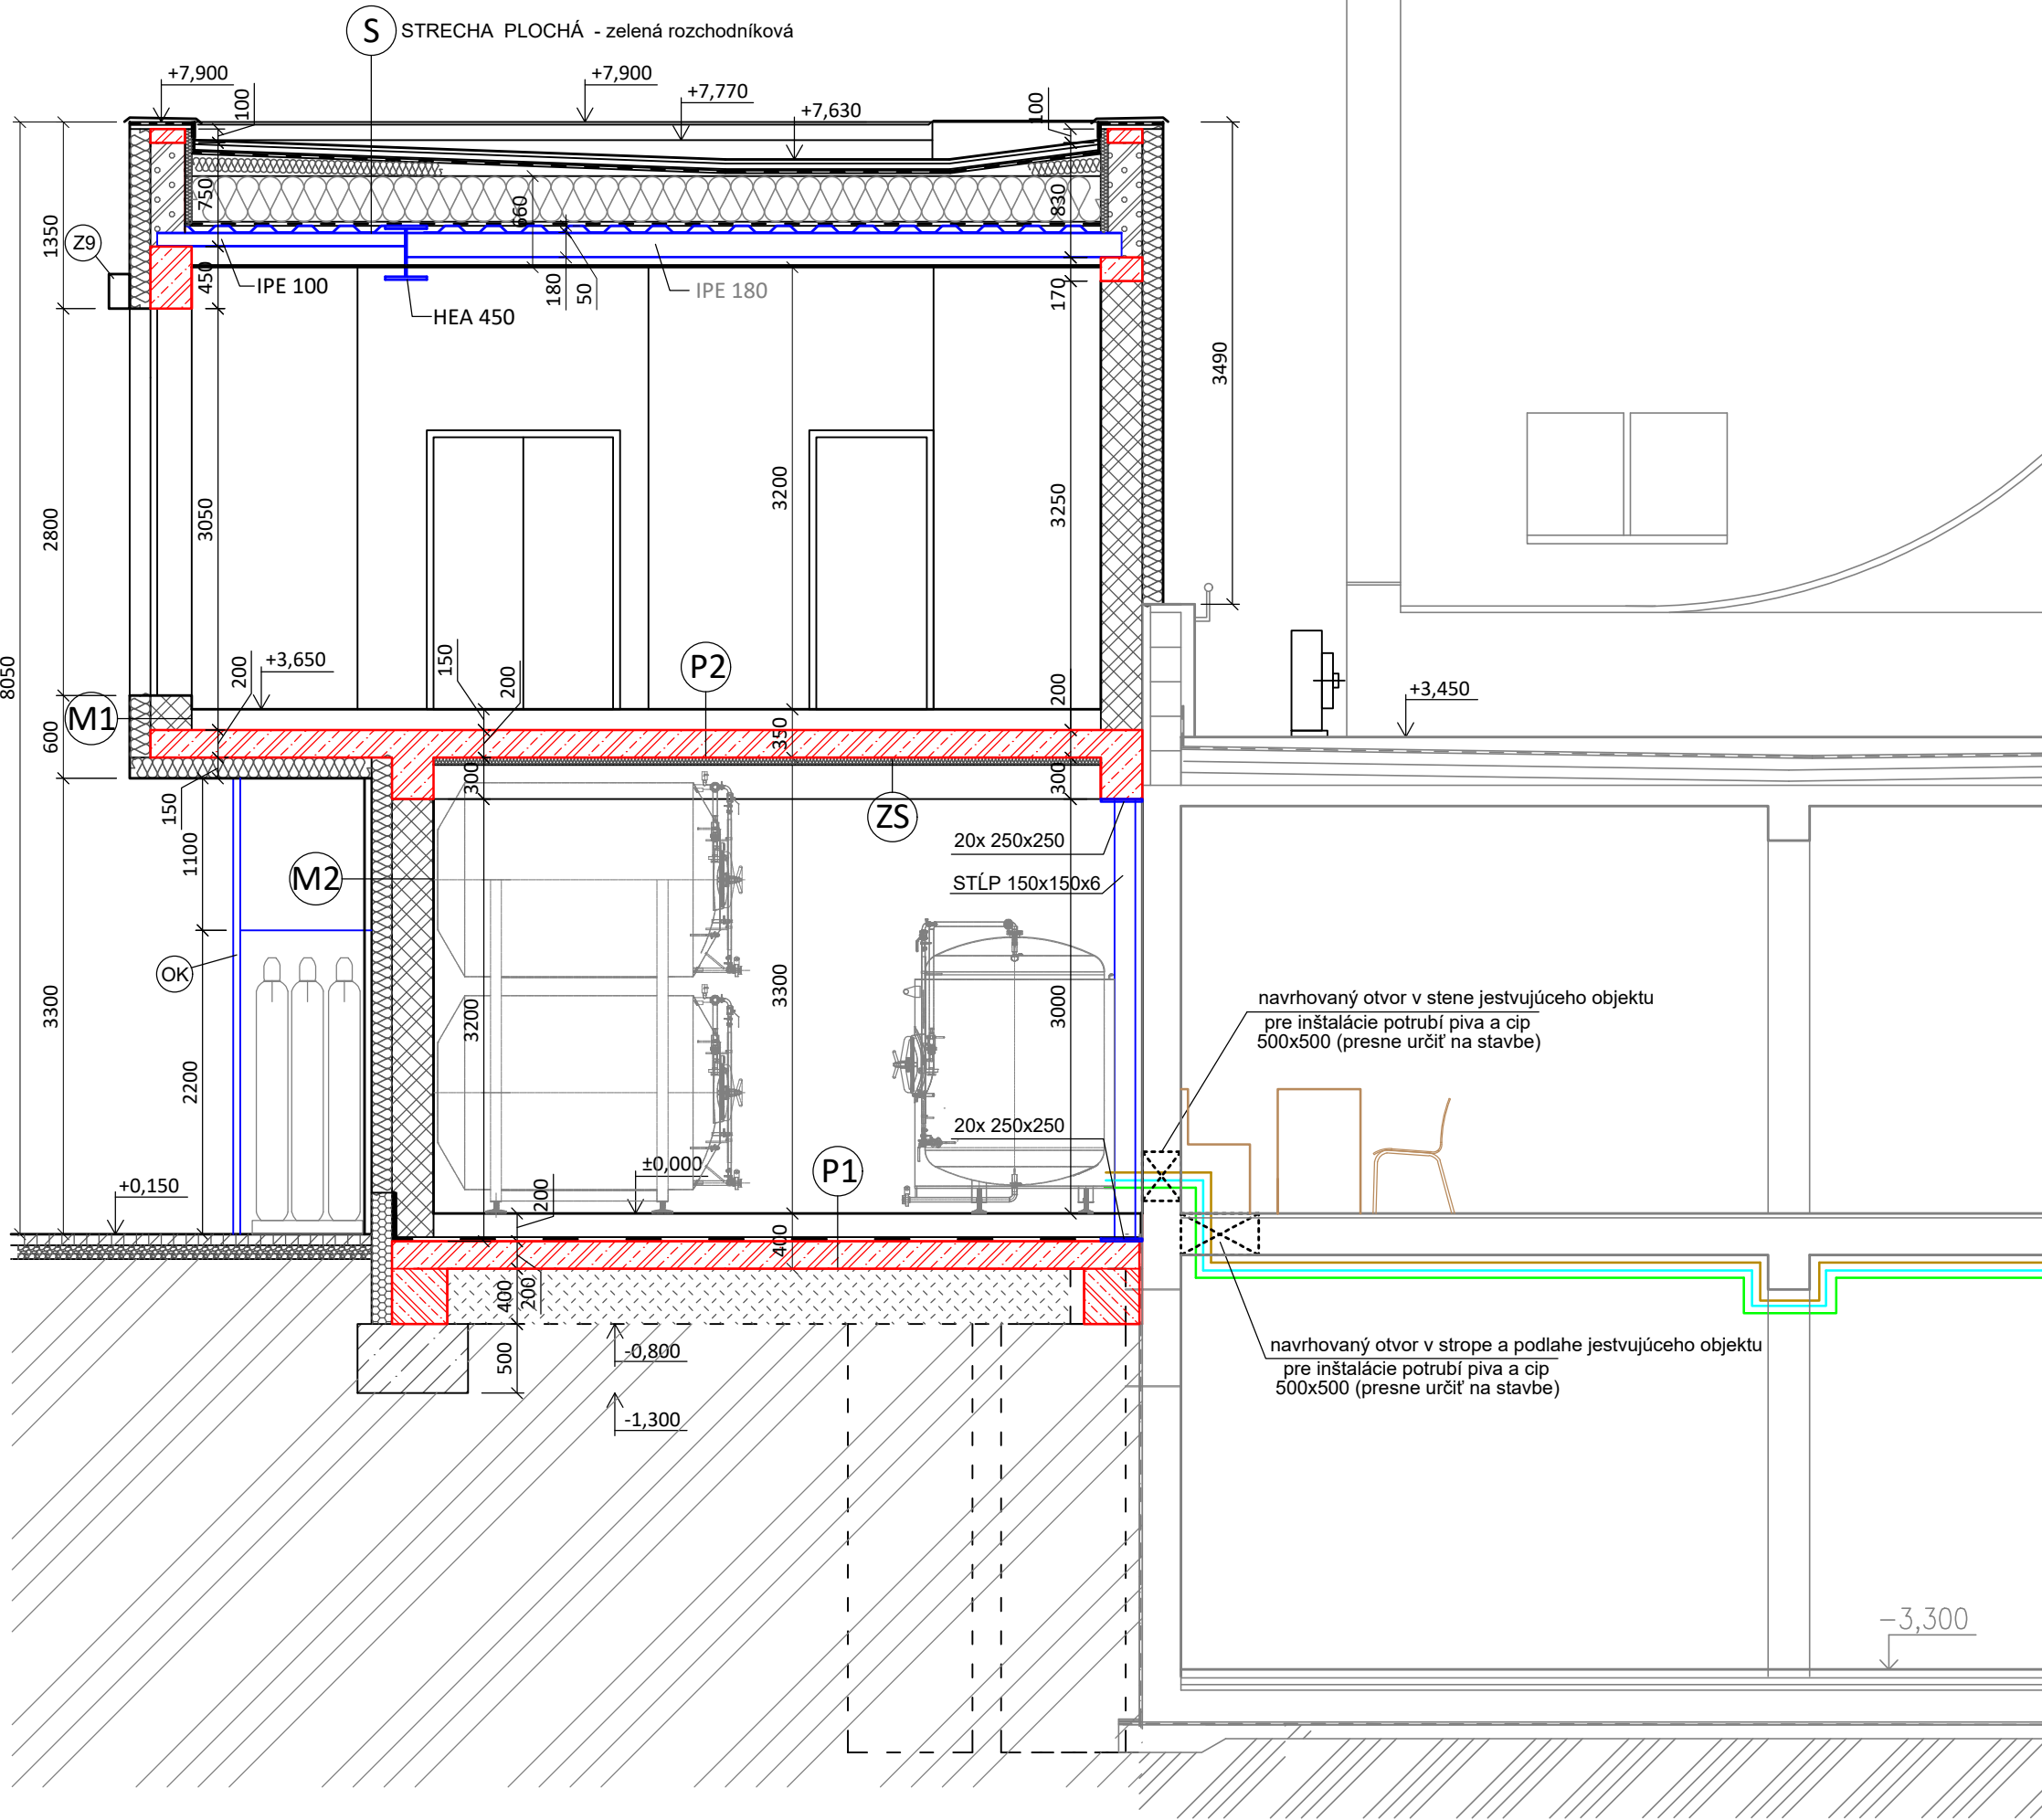 S STRECHA PLOCHÁ - zelená rozchodníková
+7,900
+7,900
+7,770
+7,630
100
100
1350
Z9
750
450
660
830
IPE 100
HEA 450
180
50
IPE 180
170
3490
8050
2800
3050
3200
3250
200
+3,650
150
200
P2
200
+3,450
M1
600
350
300
300
150
ZS
1100
20x 250x250
M2
STĹP 150x150x6
OK
3300
3200
3300
3000
2200
navrhovaný otvor v stene jestvujúceho objektu
pre inštalácie potrubí piva a cip
500x500 (presne určiť na stavbe)
20x 250x250
±0,000
P1
+0,150
200
400
400
200
500
-0,800
-1,300
navrhovaný otvor v strope a podlahe jestvujúceho objektu
pre inštalácie potrubí piva a cip
500x500 (presne určiť na stavbe)
-3,300